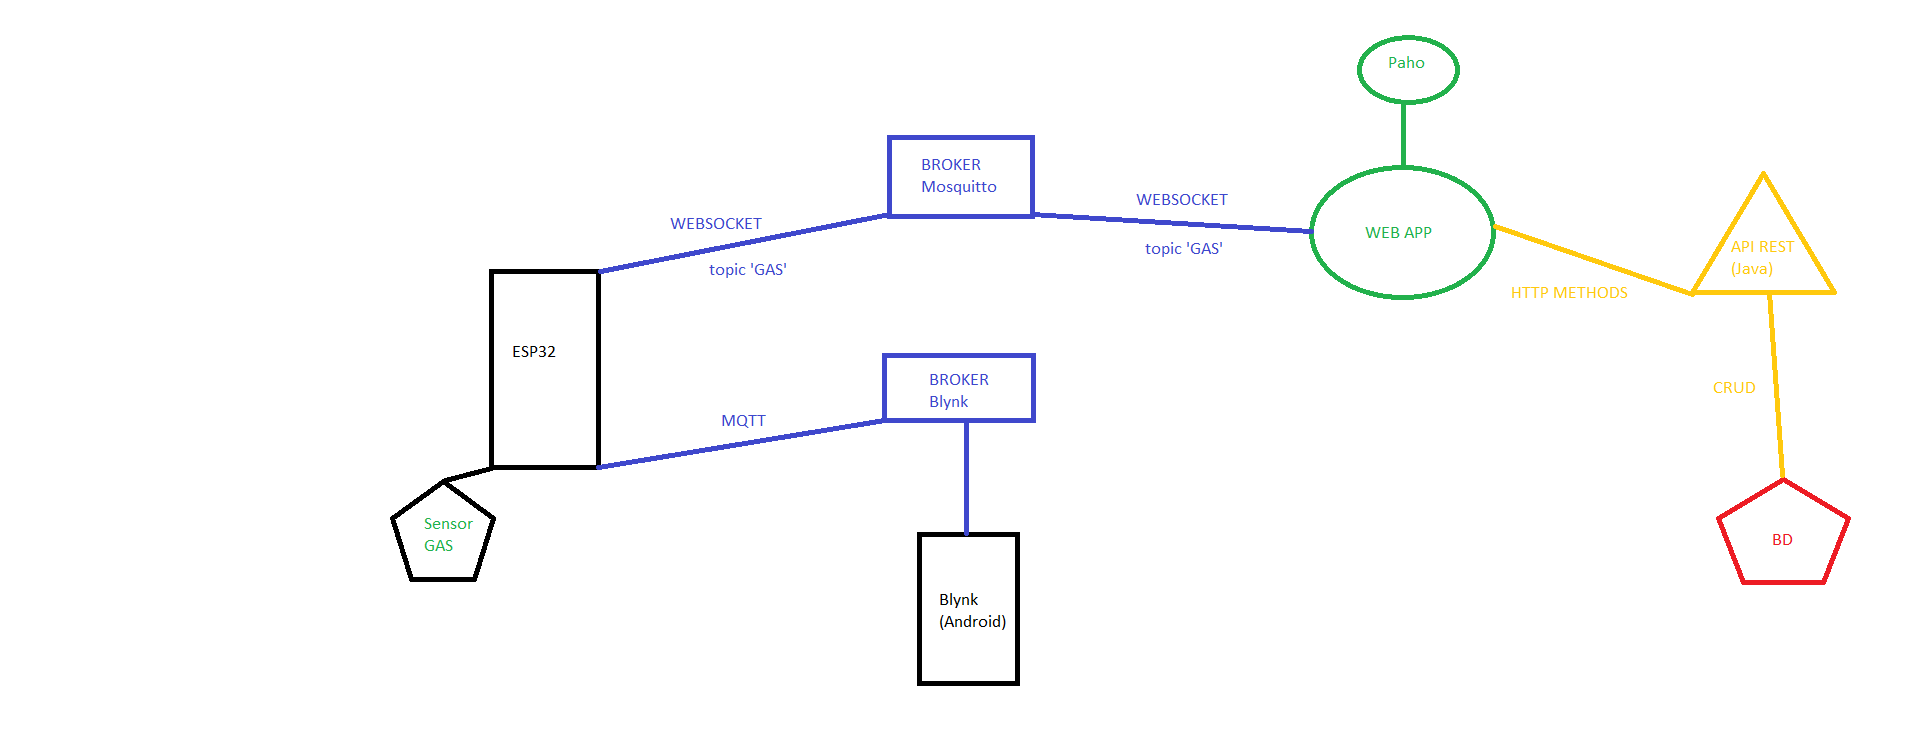 Paho
BROKER
Mosquitto
WEBSOCKET
topic 'GAS'
WEBSOCKET
topic 'GAS'
WEB APP
API REST
(Java)
HTTP METHODS
ESP32
BROKER
Blynk
MQTT
CRUD
Sensor
GAS
BD
Blynk
(Android)